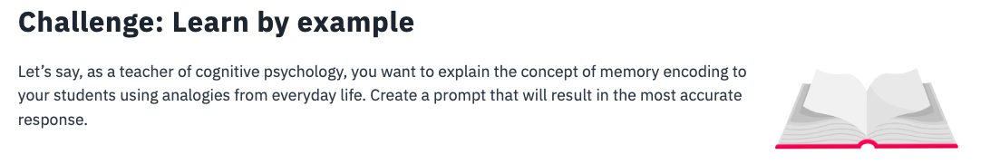 Challenge: Learn by example
Let’s say, as a teacher of cognitive psychology, you want to explain the concept of memory encoding to
your students using analogies from everyday life. Create a prompt that will result in the most accurate
response.